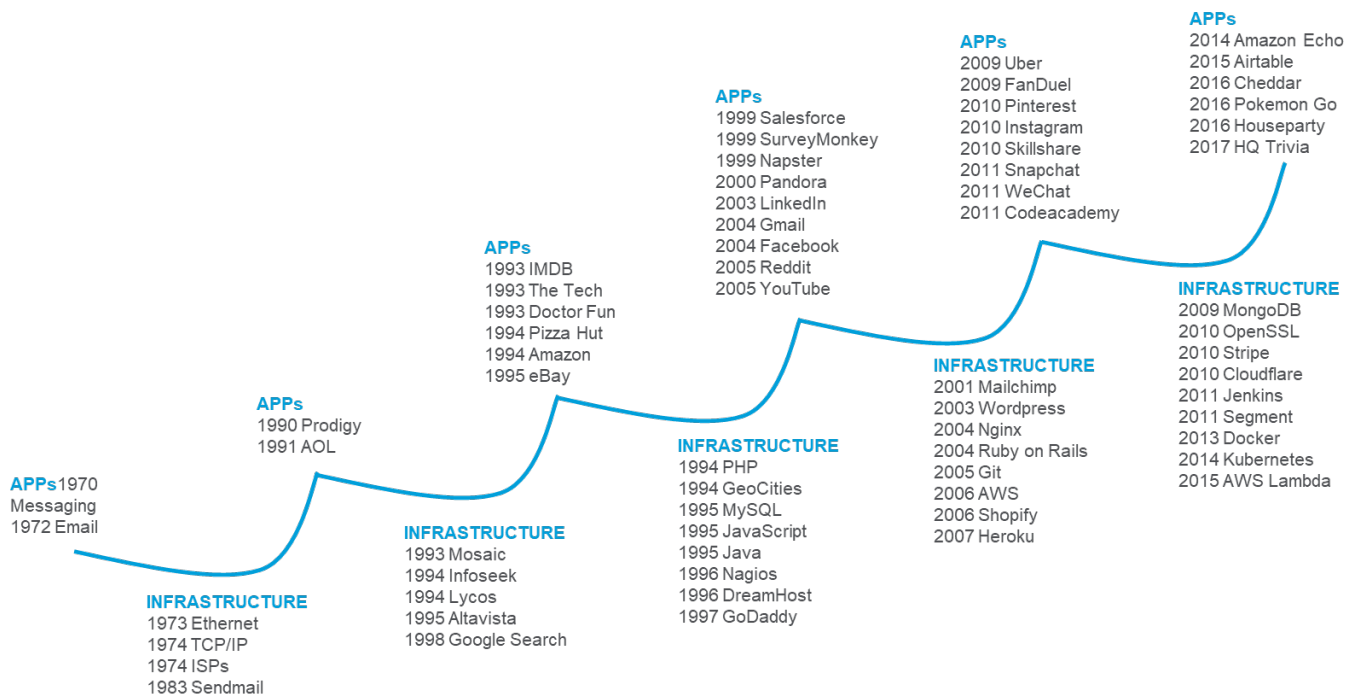 APPs1970
Messaging
1972 Email
INFRASTRUCTURE
1973 Ethernet
1974 TCP/IP
1974 ISPs
1983 Sendmail
APPs
1990 Prodigy
1991 AOL
INFRASTRUCTURE
1993 Mosaic
1994 Infoseek
1994 Lycos
1995 Altavista
1998 Google Search
APPs
1993 IMDB
1993 The Tech
1993 Doctor Fun
1994 Pizza Hut
1994 Amazon
1995 eBay
INFRASTRUCTURE
1994 PHP
1994 GeoCities
1995 MySQL
1995 JavaScript
1995 Java
1996 Nagios
1996 DreamHost
1997 GoDaddy
APPs
1999 Salesforce
1999 SurveyMonkey
1999 Napster
2000 Pandora
2003 LinkedIn
2004 Gmail
2004 Facebook
2005 Reddit
2005 YouTube
INFRASTRUCTURE
2001 Mailchimp
2003 Wordpress
2004 Nginx
2004 Ruby on Rails
2005 Git
2006 AWS
2006 Shopify
2007 Heroku
APPs
2009 Uber
2009 FanDuel
2010 Pinterest
2010 Instagram
2010 Skillshare
2011 Snapchat
2011 WeChat
2011 Codeacademy
INFRASTRUCTURE
2009 MongoDB
2010 OpenSSL
2010 Stripe
2010 Cloudflare
2011 Jenkins
2011 Segment
2013 Docker
2014 Kubernetes
2015 AWS Lambda
APPs
2014 Amazon Echo
2015 Airtable
2016 Cheddar
2016 Pokemon Go
2016 Houseparty
2017 HQ Trivia